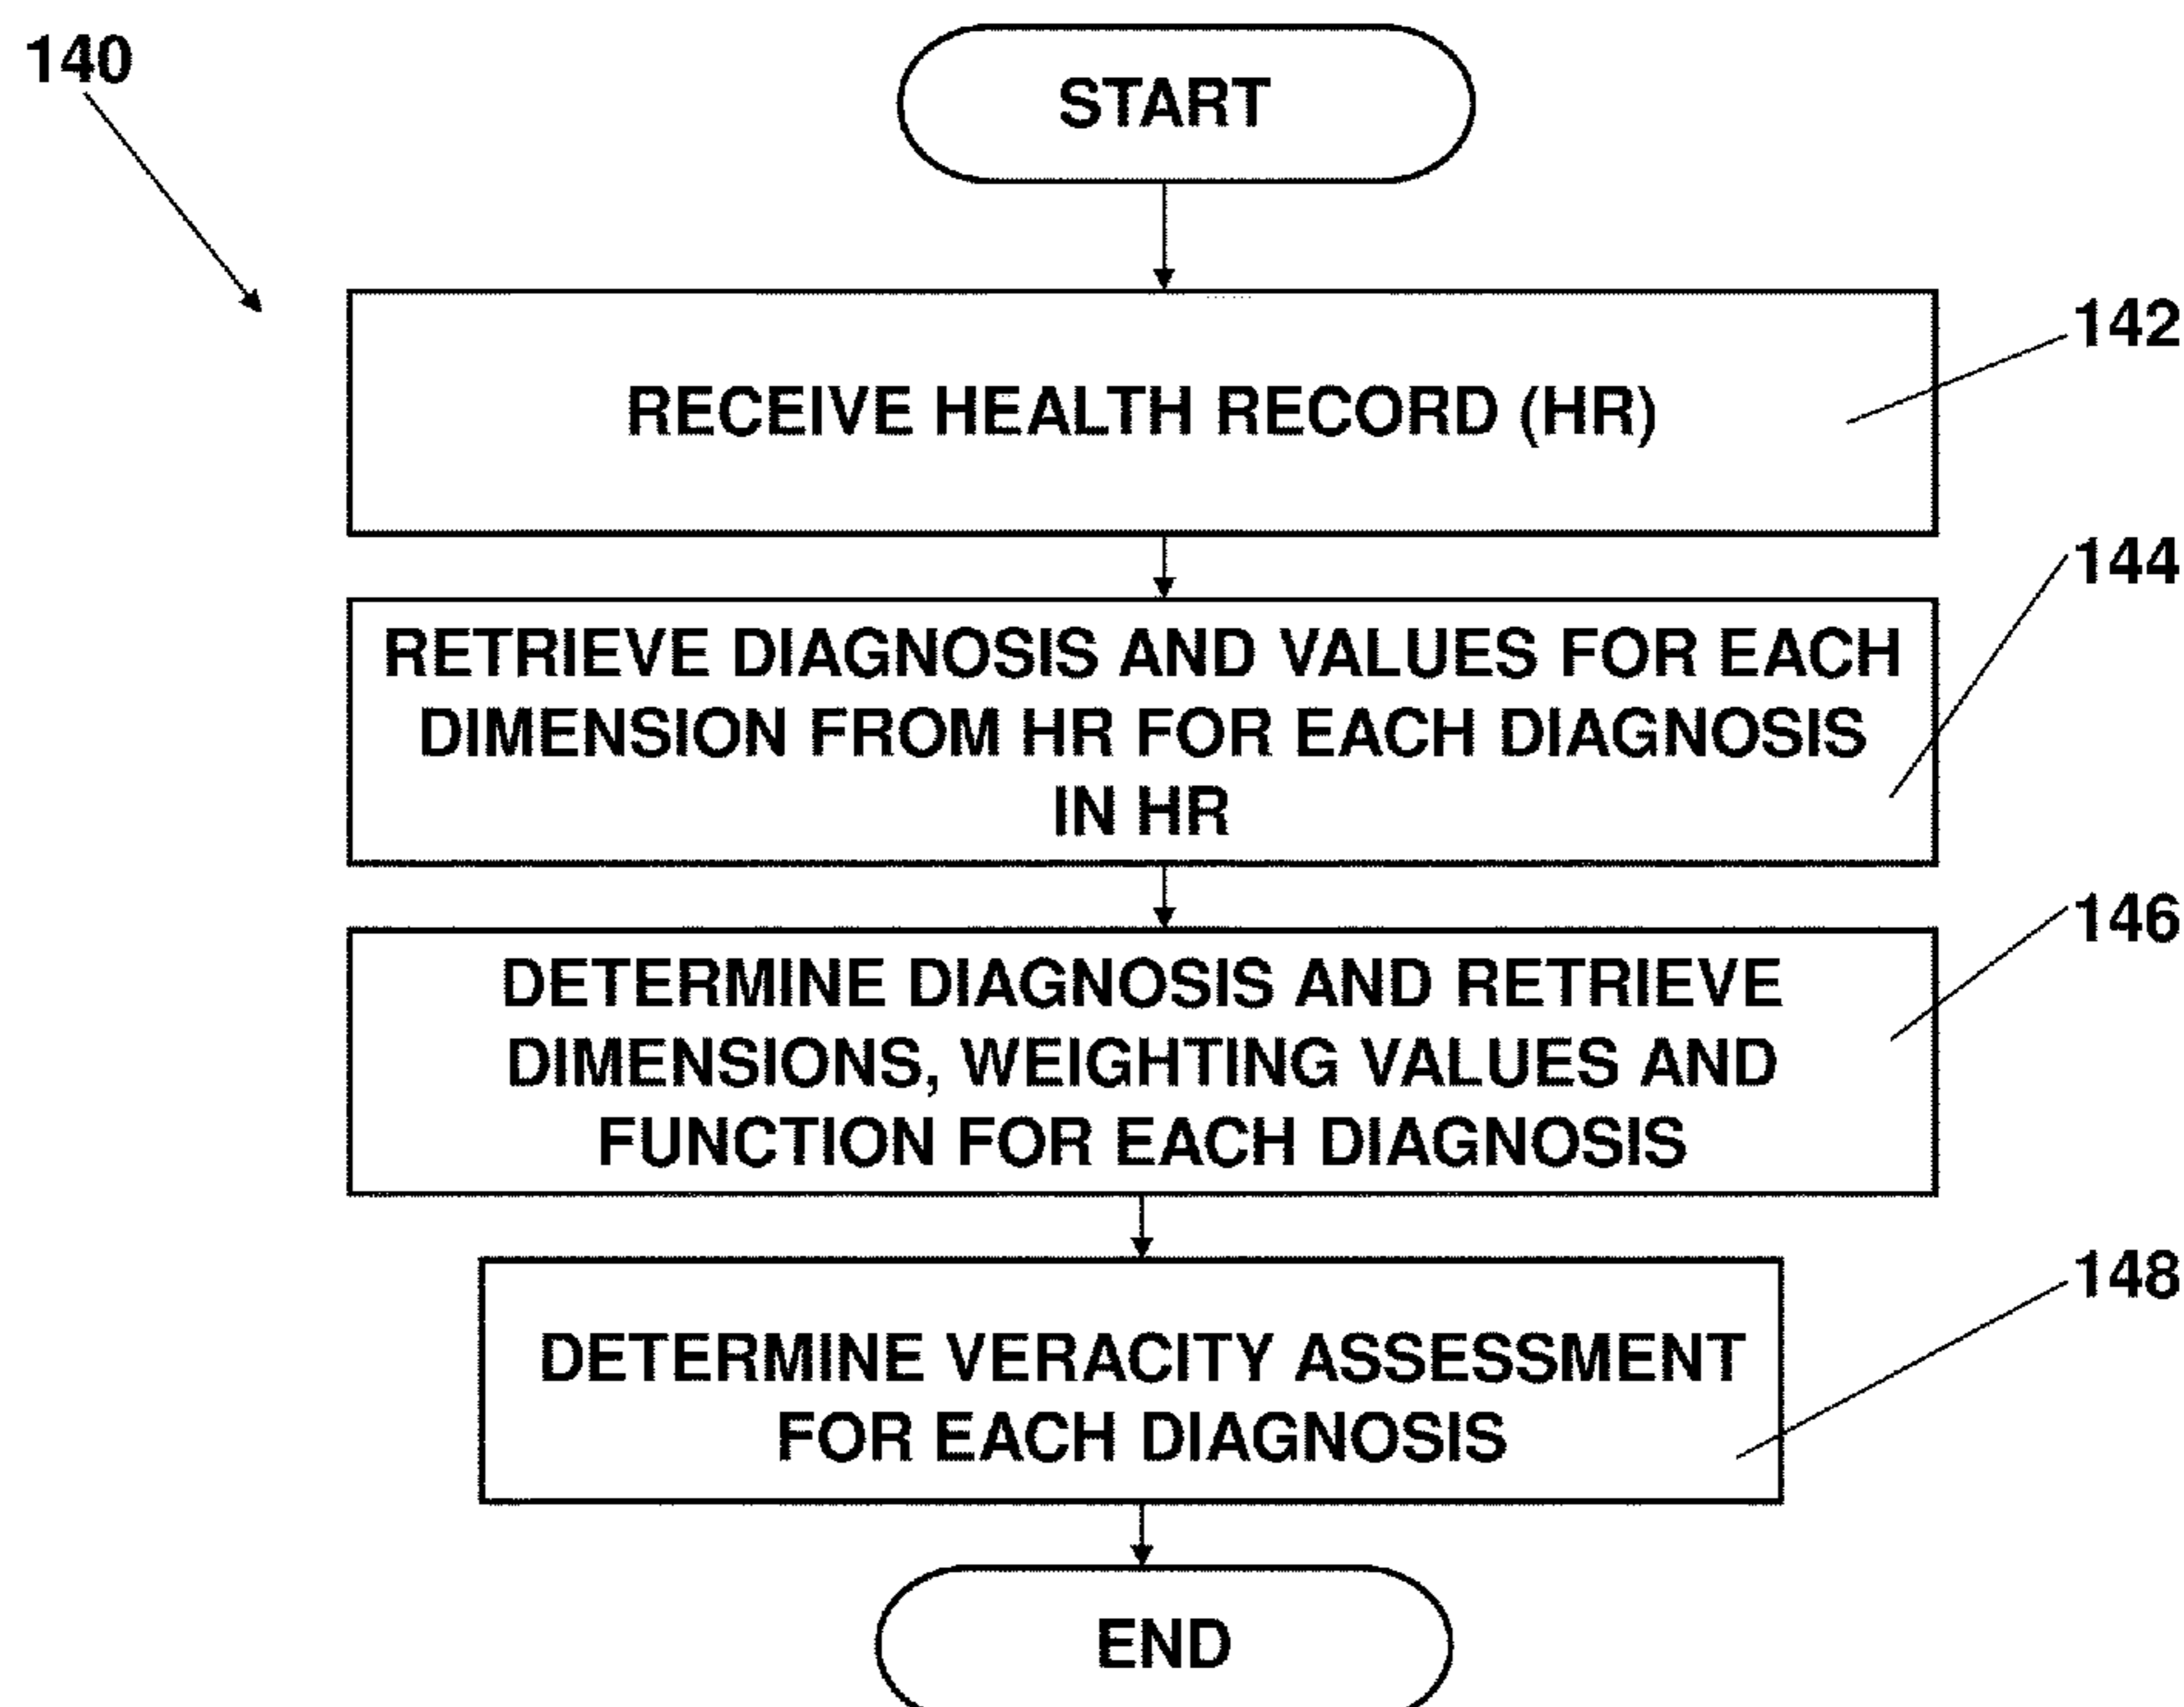 140
START
142
RECEIVE HEALTH RECORD (HR)
144
RETRIEVE DIAGNOSIS AND VALUES FOR EACH
DIMENSION FROM HR FOR EACH DIAGNOSIS
IN HR
146
DETERMINE DIAGNOSIS AND RETRIEVE
DIMENSIONS, WEIGHTING VALUES AND
FUNCTION FOR EACH DIAGNOSIS
148
DETERMINE VERACITY ASSESSMENT
FOR EACH DIAGNOSIS
END